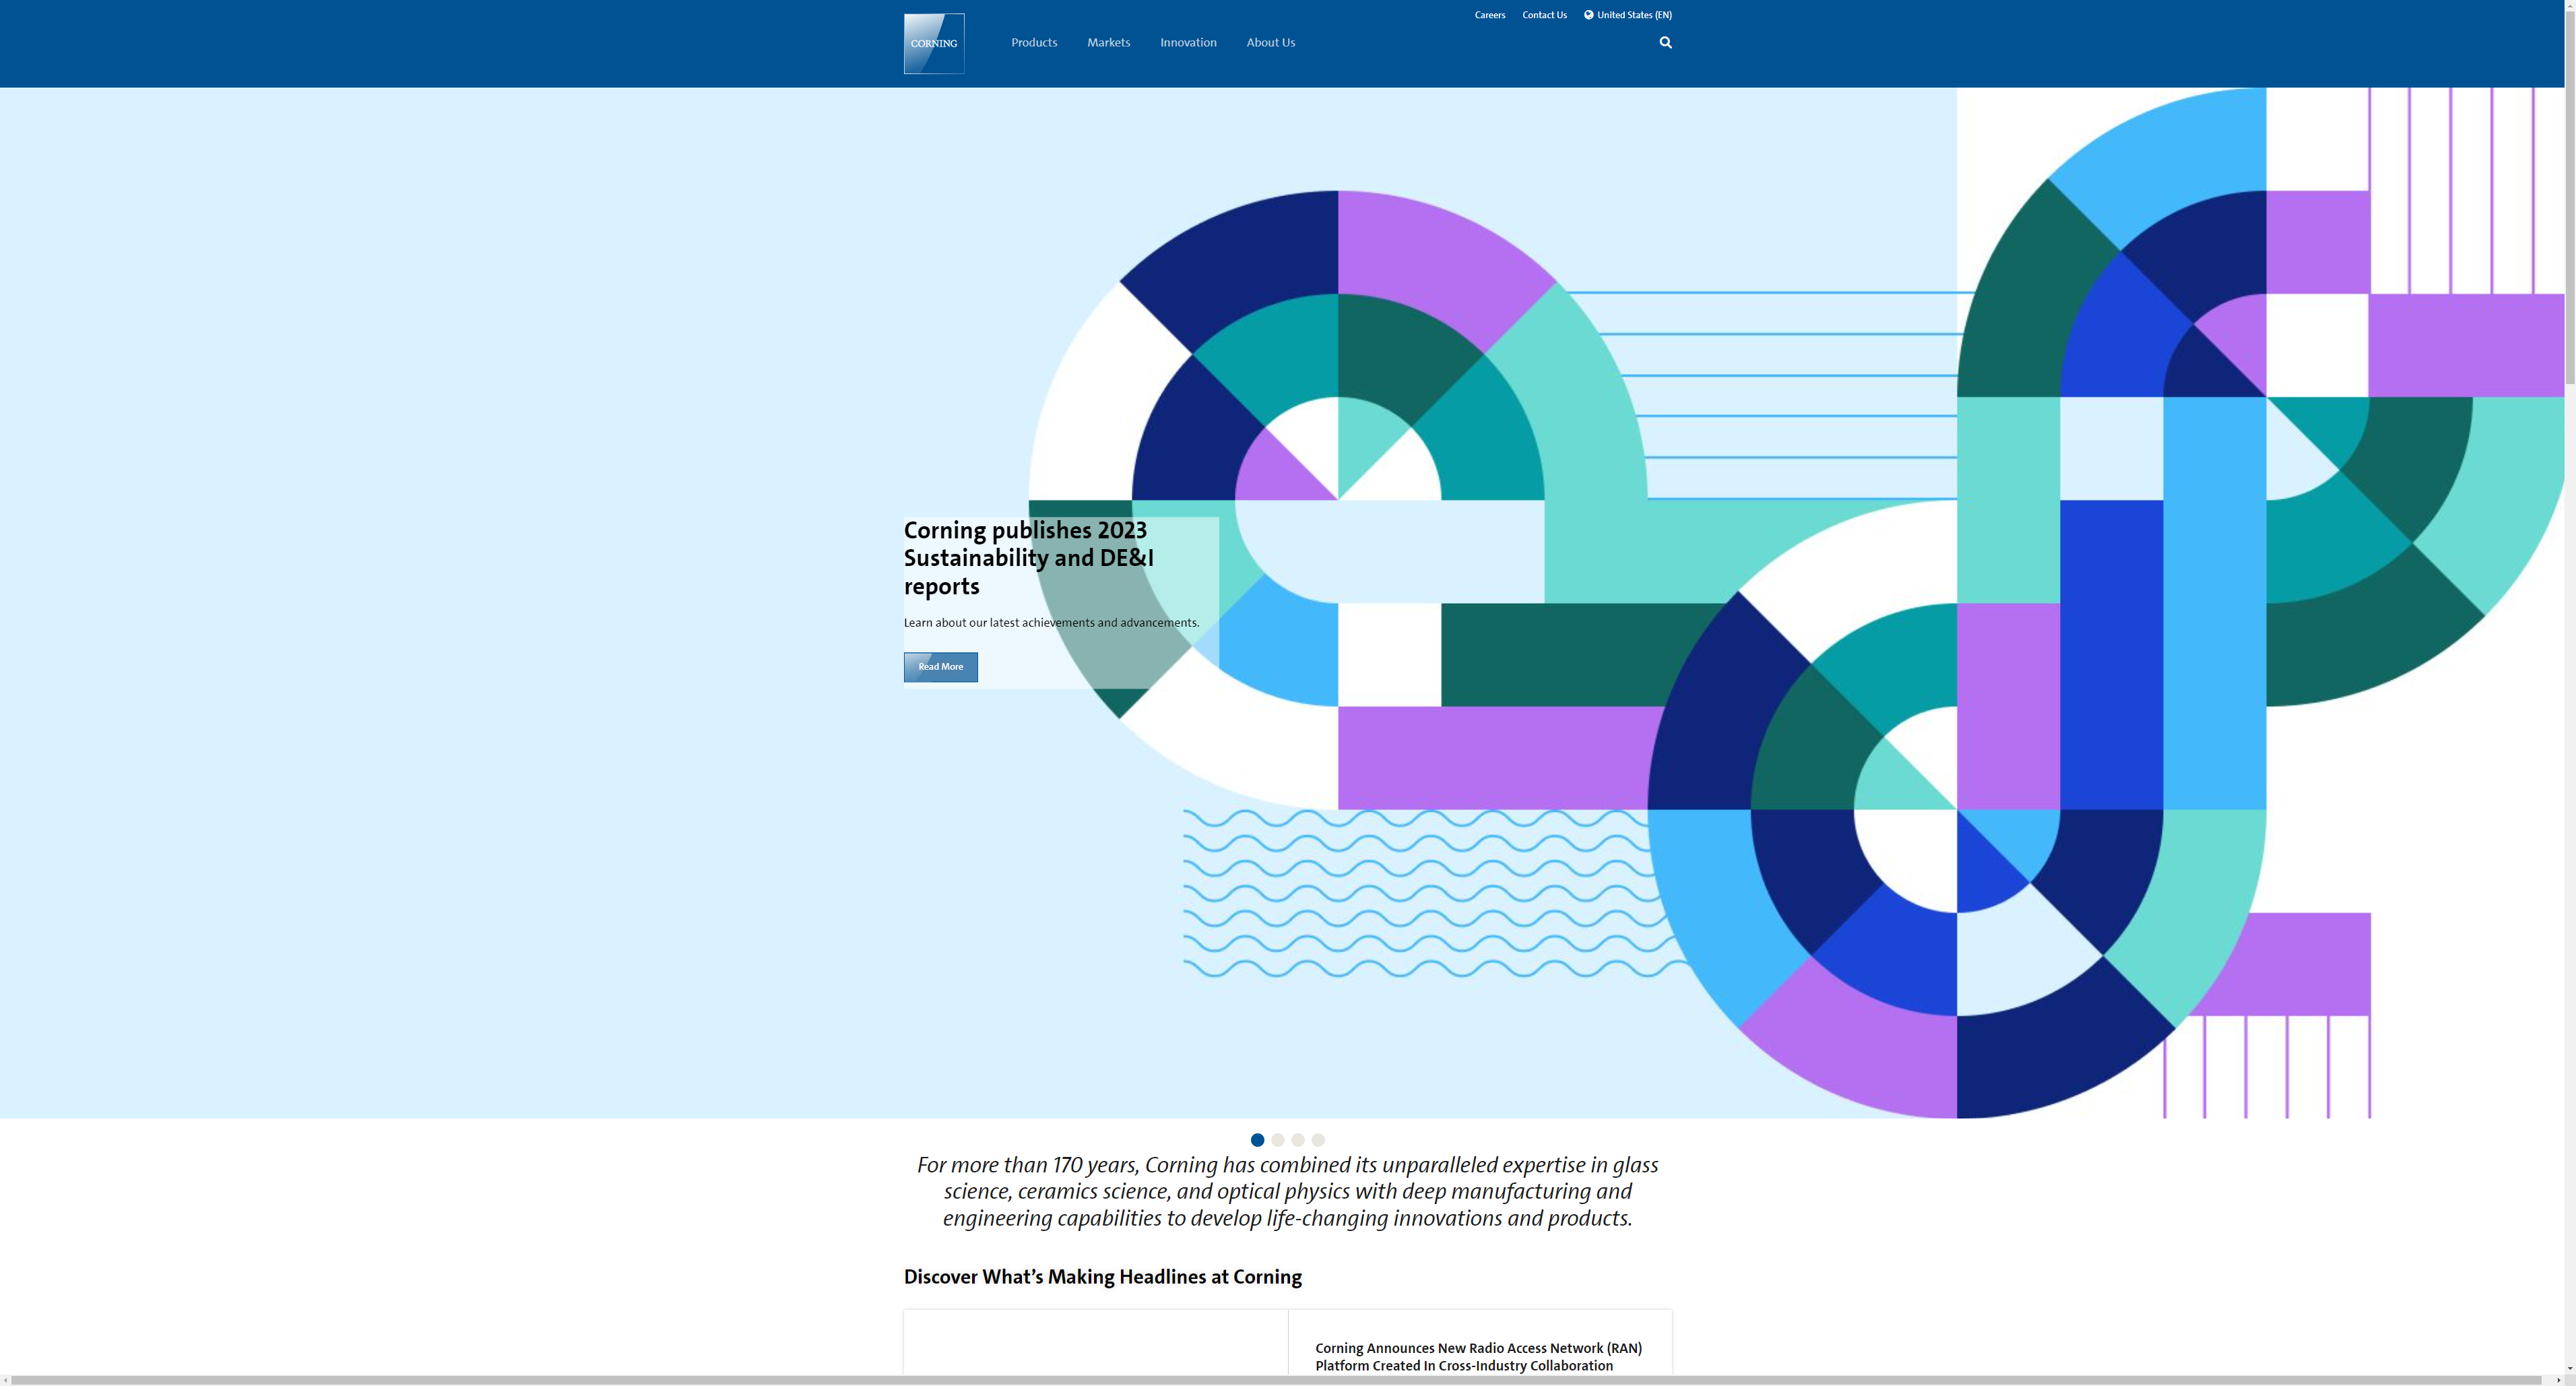 Careers
Contact Us
United States (EN)
CORNING
Products
Markets
Innovation
About Us
Corning publishes 2023
Sustainability and DE&I
reports
Learn about our latest achievements and advancements.
Read More
For more than 170 years, Corning has combined its unparalleled expertise in glass
science, ceramics science, and optical physics with deep manufacturing and
engineering capabilities to develop life-changing innovations and products.
Discover What’s Making Headlines at Corning
Corning Announces New Radio Access Network (RAN)
Platform Created In Cross-Industry Collaboration